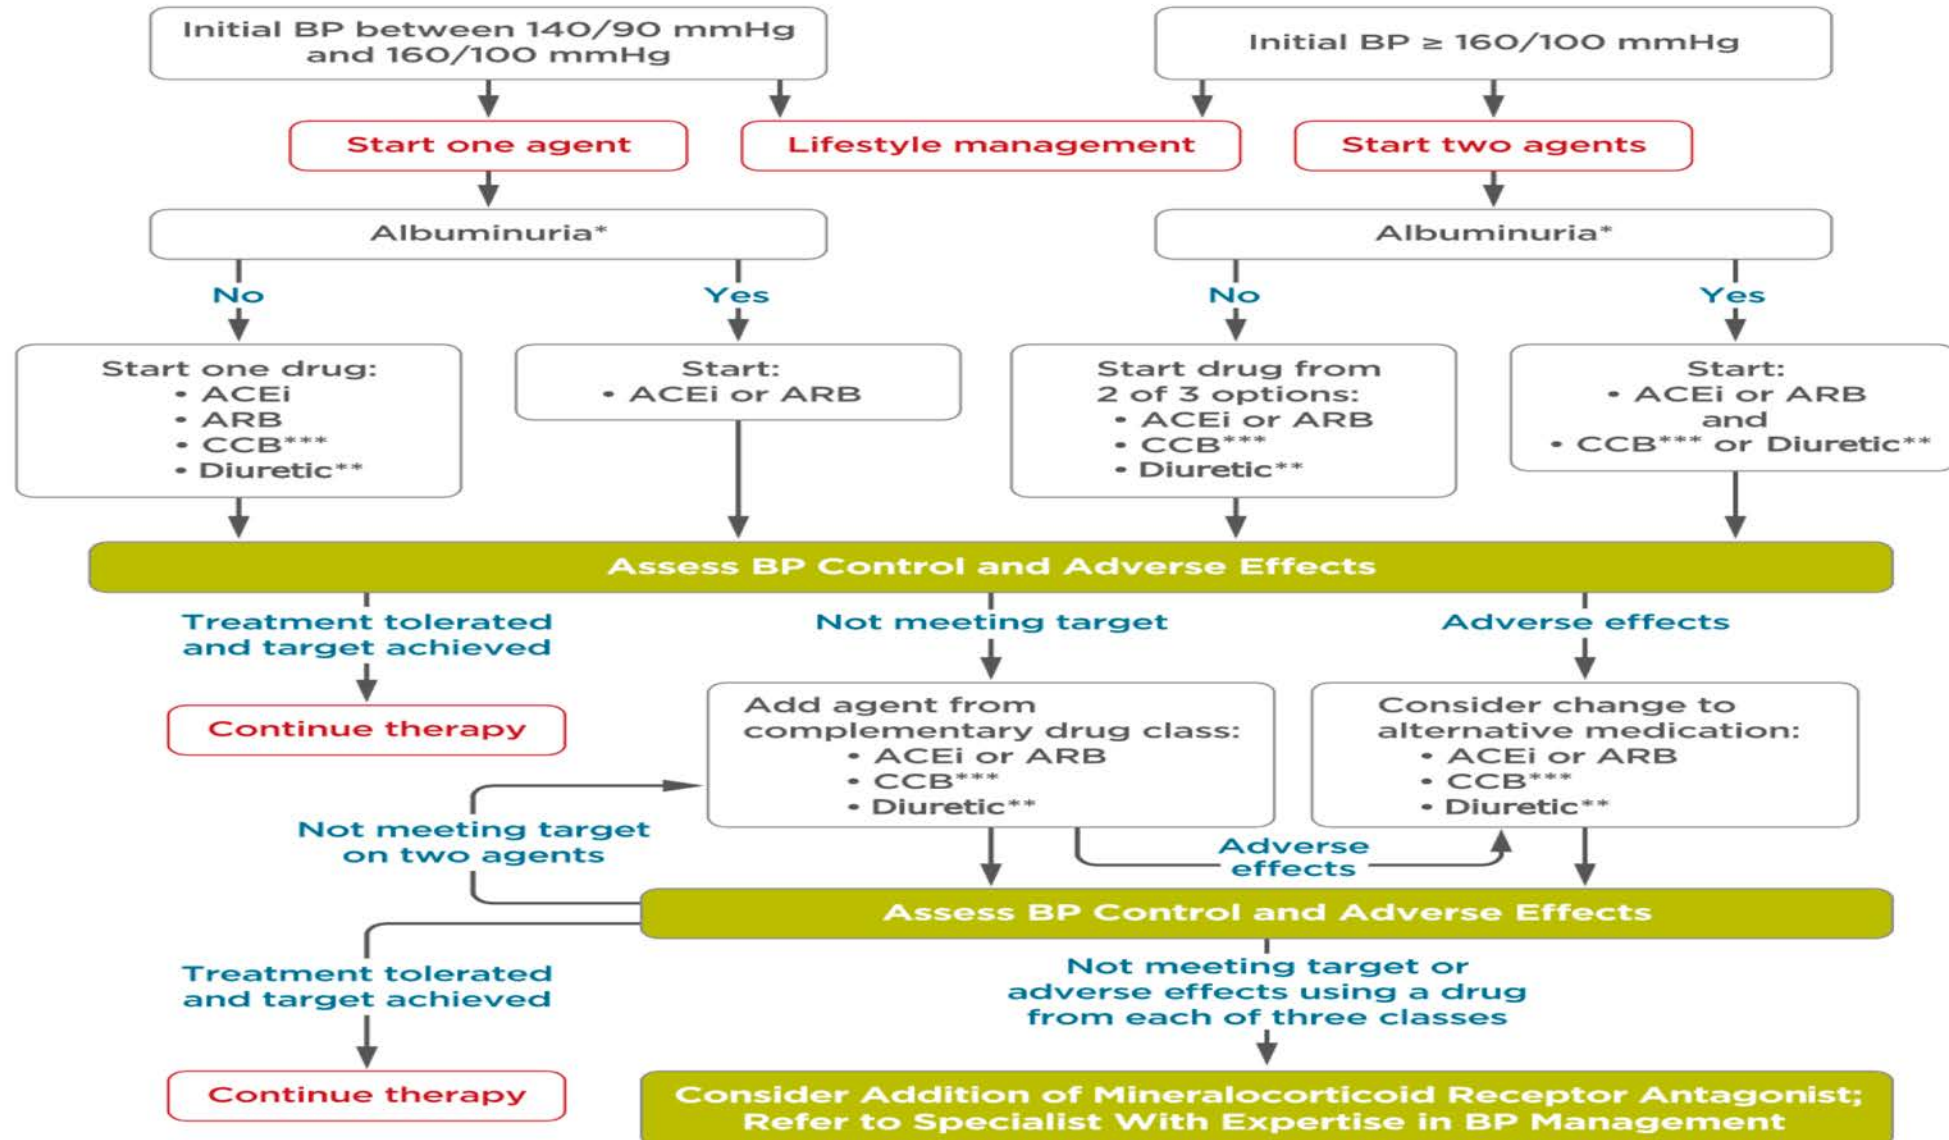 Initial BP between 140/90 mmHg
and 160/100 mmHg
Initial BP ≥ 160/100 mmHg
Start one agent
Lifestyle management
Start two agents
Albuminuria*
Albuminuria*
No
Yes
No
Yes
Start one drug:
• ACEi
• ARB
• CCB***
• Diuretic**
Start:
• ACEi or ARB
Start drug from
2 of 3 options:
• ACEi or ARB
• CCB***
• Diuretic**
Start:
• ACEi or ARB
and
• CCB*** or Diuretic**
Assess BP Control and Adverse Effects
Treatment tolerated
and target achieved
Not meeting target
Adverse effects
Continue therapy
Add agent from
complementary drug class:
• ACEi or ARB
• CCB***
• Diuretic**
Consider change to
alternative medication:
• ACEi or ARB
• CCB***
• Diuretic**
Not meeting target
on two agents
Adverse
effects
Assess BP Control and Adverse Effects
Treatment tolerated
and target achieved
Not meeting target or
adverse effects using a drug
from each of three classes
Continue therapy
Consider Addition of Mineralocorticoid Receptor Antagonist;
Refer to Specialist With Expertise in BP Management